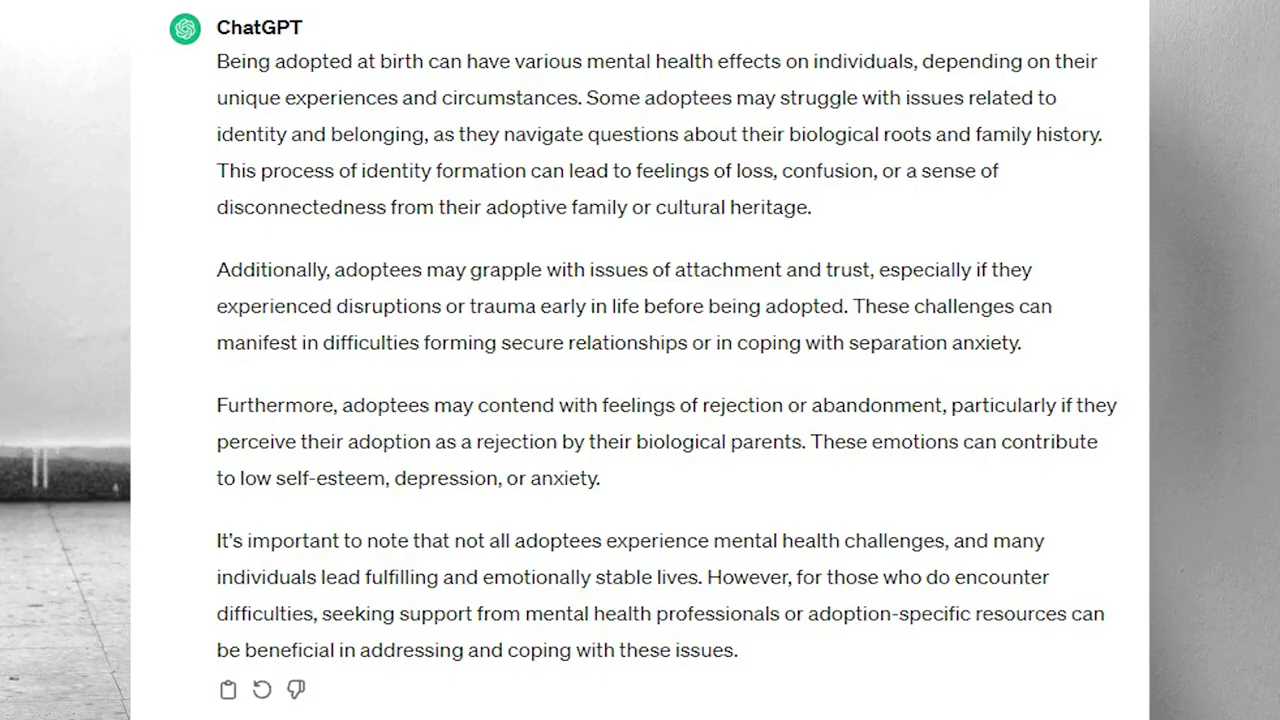 ChatGPT
Being adopted at birth can have various mental health effects on individuals, depending on their
unique experiences and circumstances. Some adoptees may struggle with issues related to
identity and belonging, as they navigate questions about their biological roots and family history.
This process of identity formation can lead to feelings of loss, confusion, or a sense of
disconnectedness from their adoptive family or cultural heritage.
Additionally, adoptees may grapple with issues of attachment and trust, especially if they
experienced disruptions or trauma early in life before being adopted. These challenges can
manifest in difficulties forming secure relationships or in coping with separation anxiety.
Furthermore, adoptees may contend with feelings of rejection or abandonment, particularly if they
perceive their adoption as a rejection by their biological parents. These emotions can contribute
to low self-esteem, depression, or anxiety.
It's important to note that not all adoptees experience mental health challenges, and many
individuals lead fulfilling and emotionally stable lives. However, for those who do encounter
difficulties, seeking support from mental health professionals or adoption-specific resources can
be beneficial in addressing and coping with these issues.